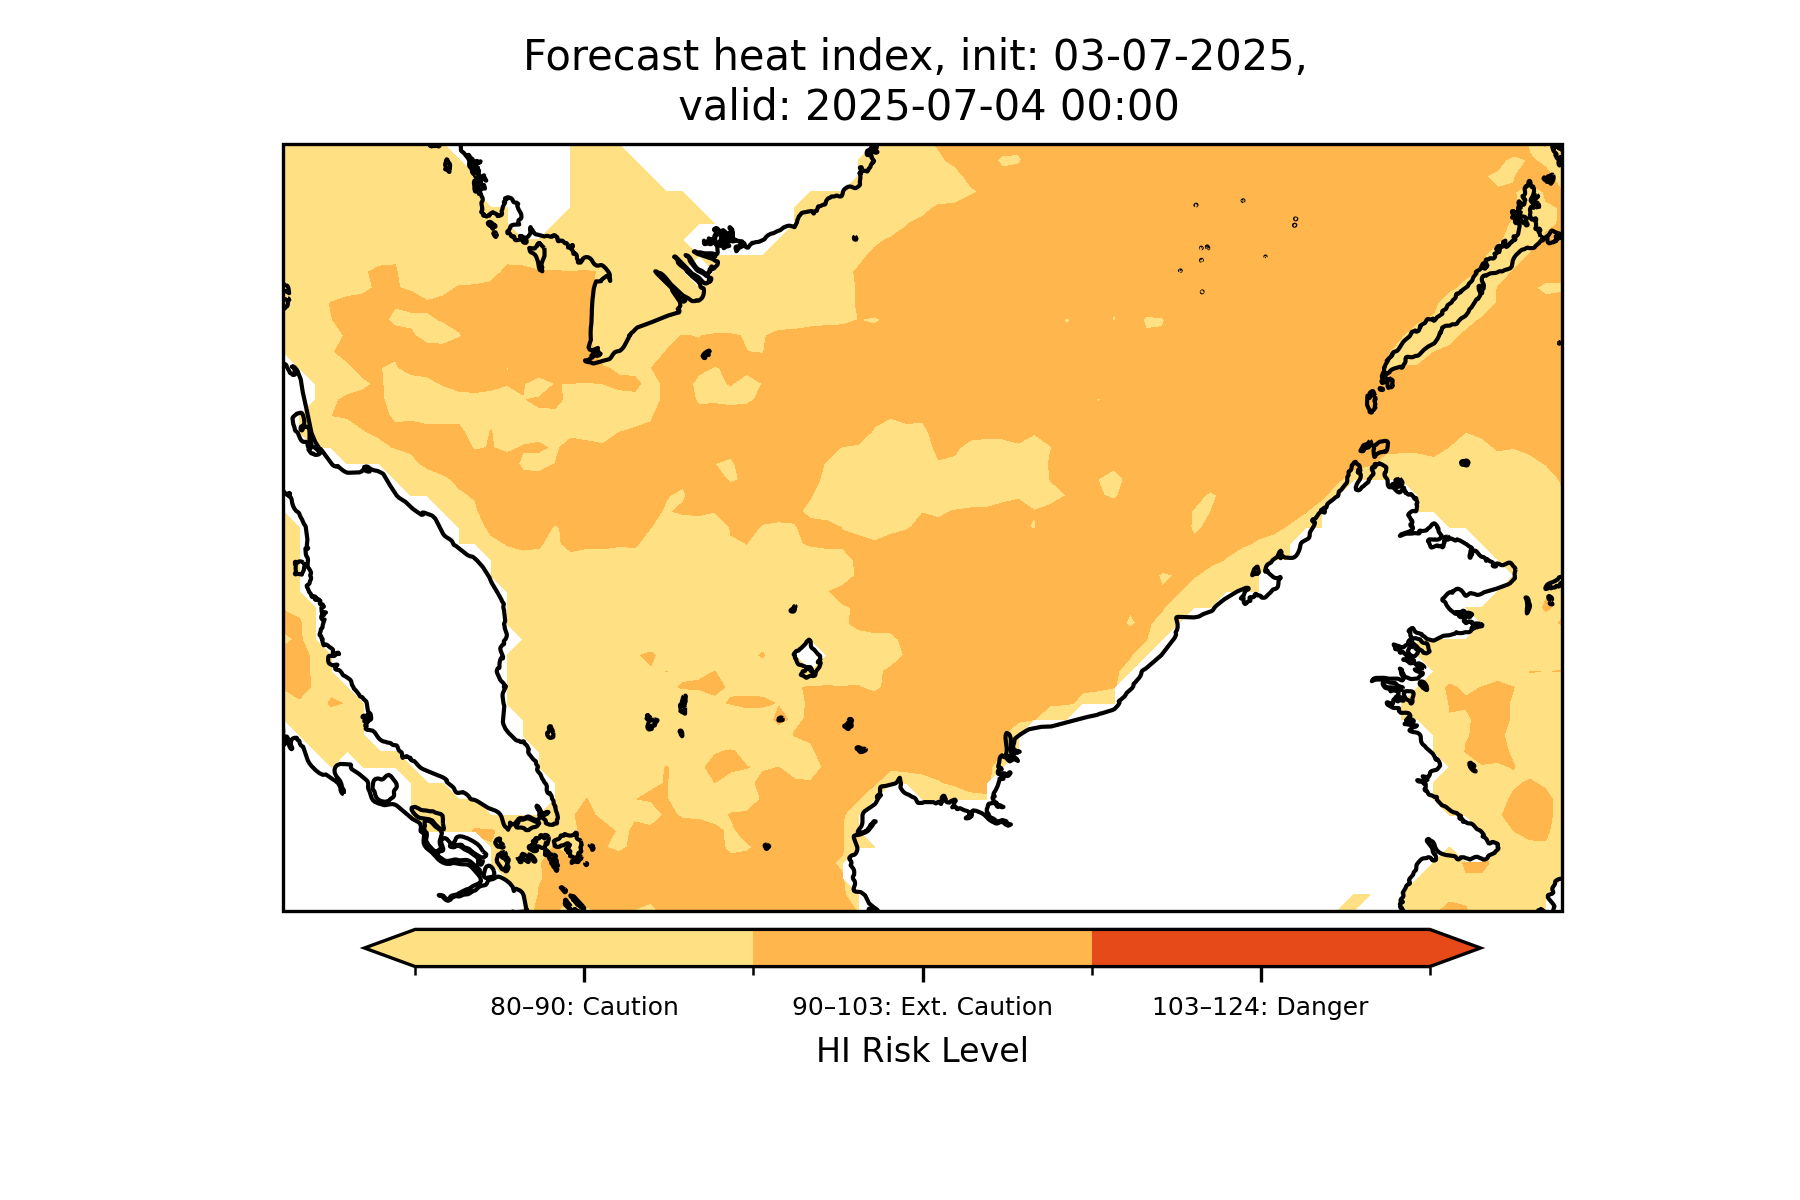 Forecast heat index, init: 03-07-2025,
valid: 2025-07-04 00:00
80–90: Caution
90–103: Ext. Caution
103–124: Danger
HI Risk Level